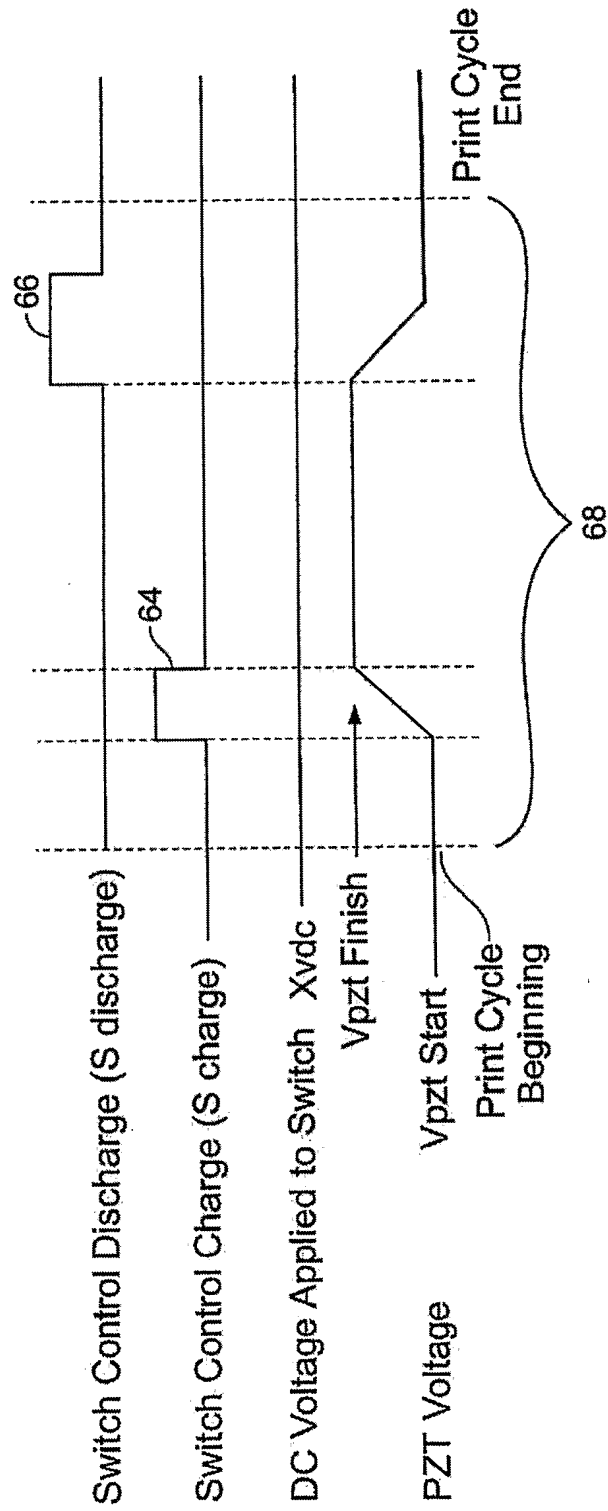 66
Switch Control Discharge (S discharge)
64
Switch Control Charge (S charge)
DC Voltage Applied to Switch Xvdc
Vpzt Finish
PZT Voltage
Vpzt Start
Print Cycle
Beginning
Print Cycle
End
68